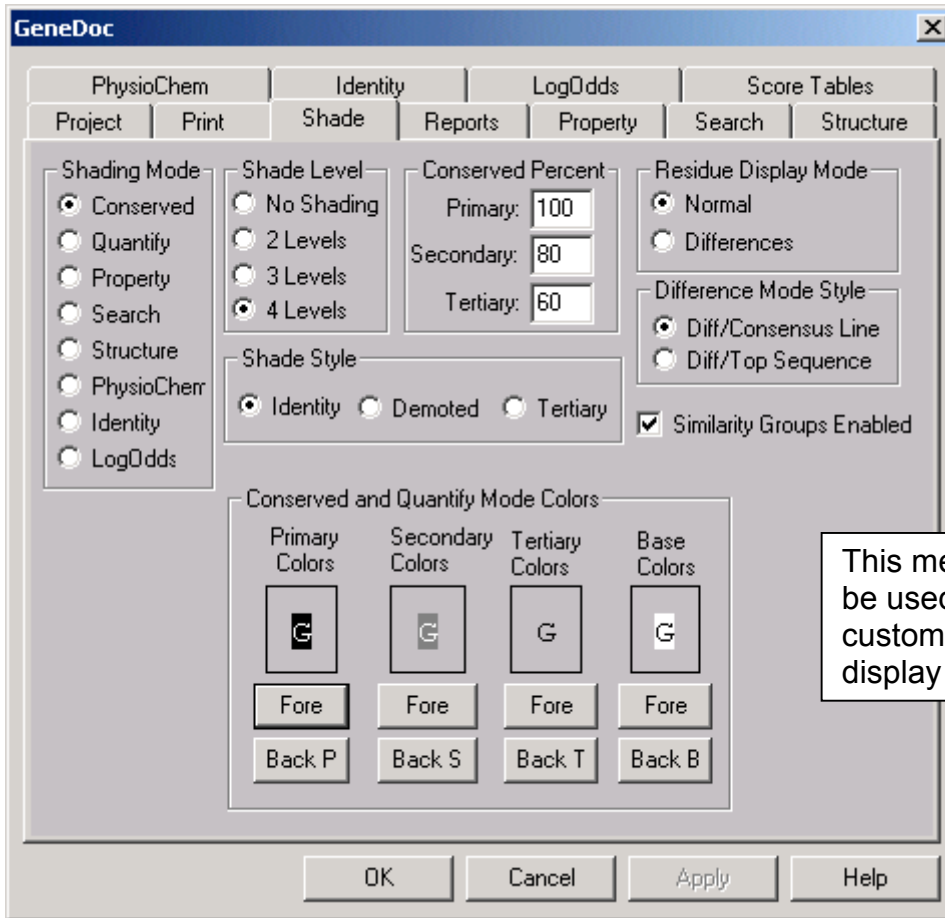 GeneDoc
PhysioChem Identity LogOdds Score Tables
Project Print Shade Reports Property Search Structure
Shading Mode
Conserved
Quantify
Property
Search
Structure
PhysioChem
Identity
LogOdds
Shade Level
No Shading
2 Levels
3 Levels
4 Levels
Conserved Percent
Primary: 100
Secondary: 80
Tertiary: 60
Residue Display Mode
Normal
Differences
Difference Mode Style
Diff/Consensus Line
Diff/Top Sequence
Shade Style
Identity Demoted Tertiary
Similarity Groups Enabled
Conserved and Quantify Mode Colors
Primary Colors
Secondary Colors
Tertiary Colors
Base Colors
G G G G
Fore Fore Fore Fore
Back P Back S Back T Back B
This
be
display
OK Cancel Apply Help